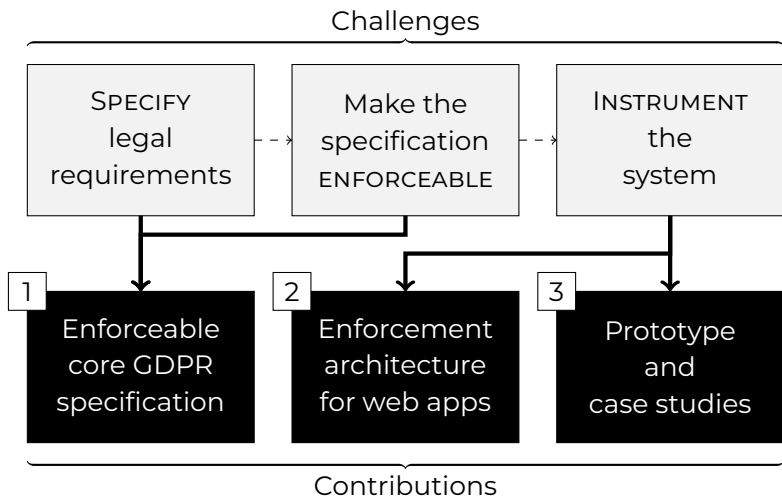 Challenges
SPECIFY
legal
requirements
Make the
specification
ENFORCEABLE
INSTRUMENT
the
system
1
Enforceable
core GDPR
specification
2
Enforcement
architecture
for web apps
3
Prototype
and
case studies
Contributions